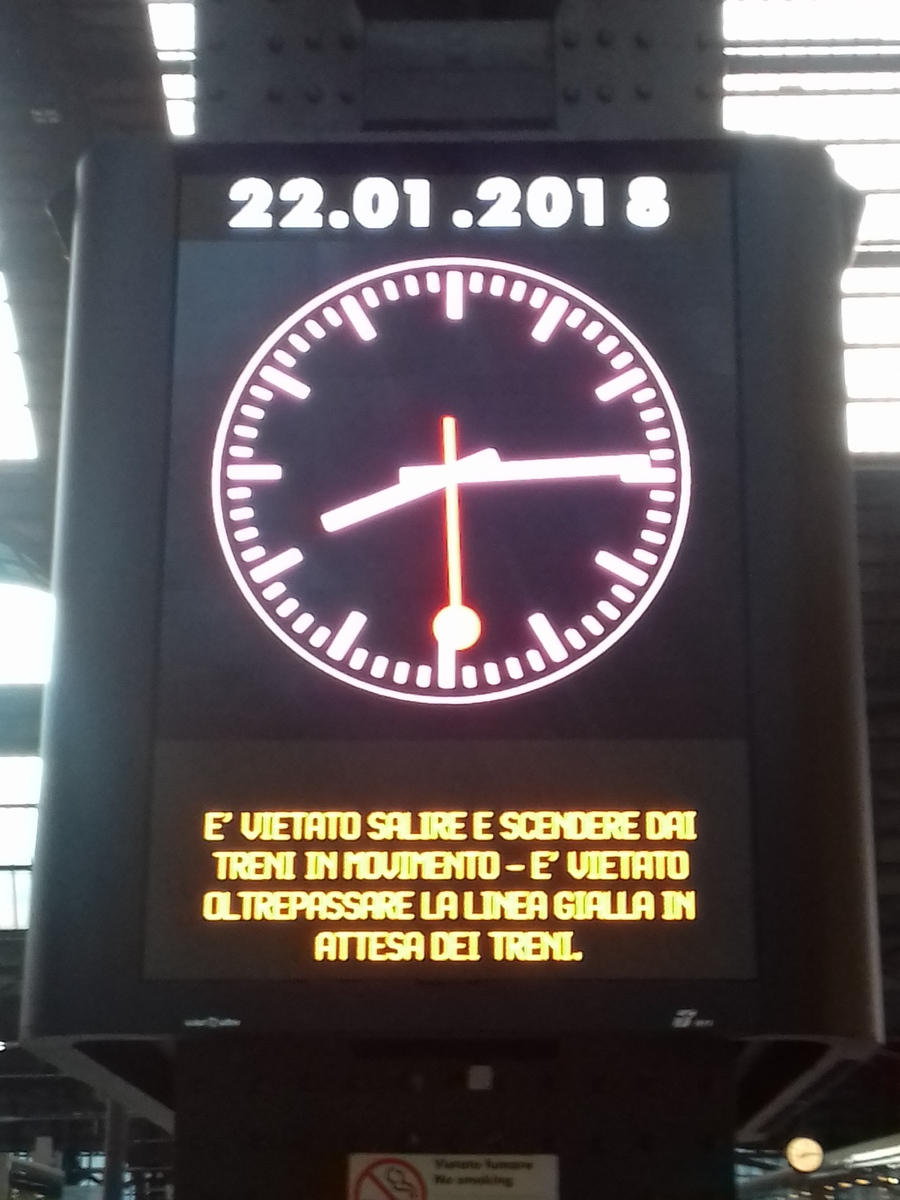 22.01.2018
E' VIETATO SALIRE E SCENDERE DAI
TRENI IN MOVIMENTO - E' VIETATO
OLTREPASSARE LA LINEA GIALLA IN
ATTESA DEI TRENI.
Vietato fumare
No smoking